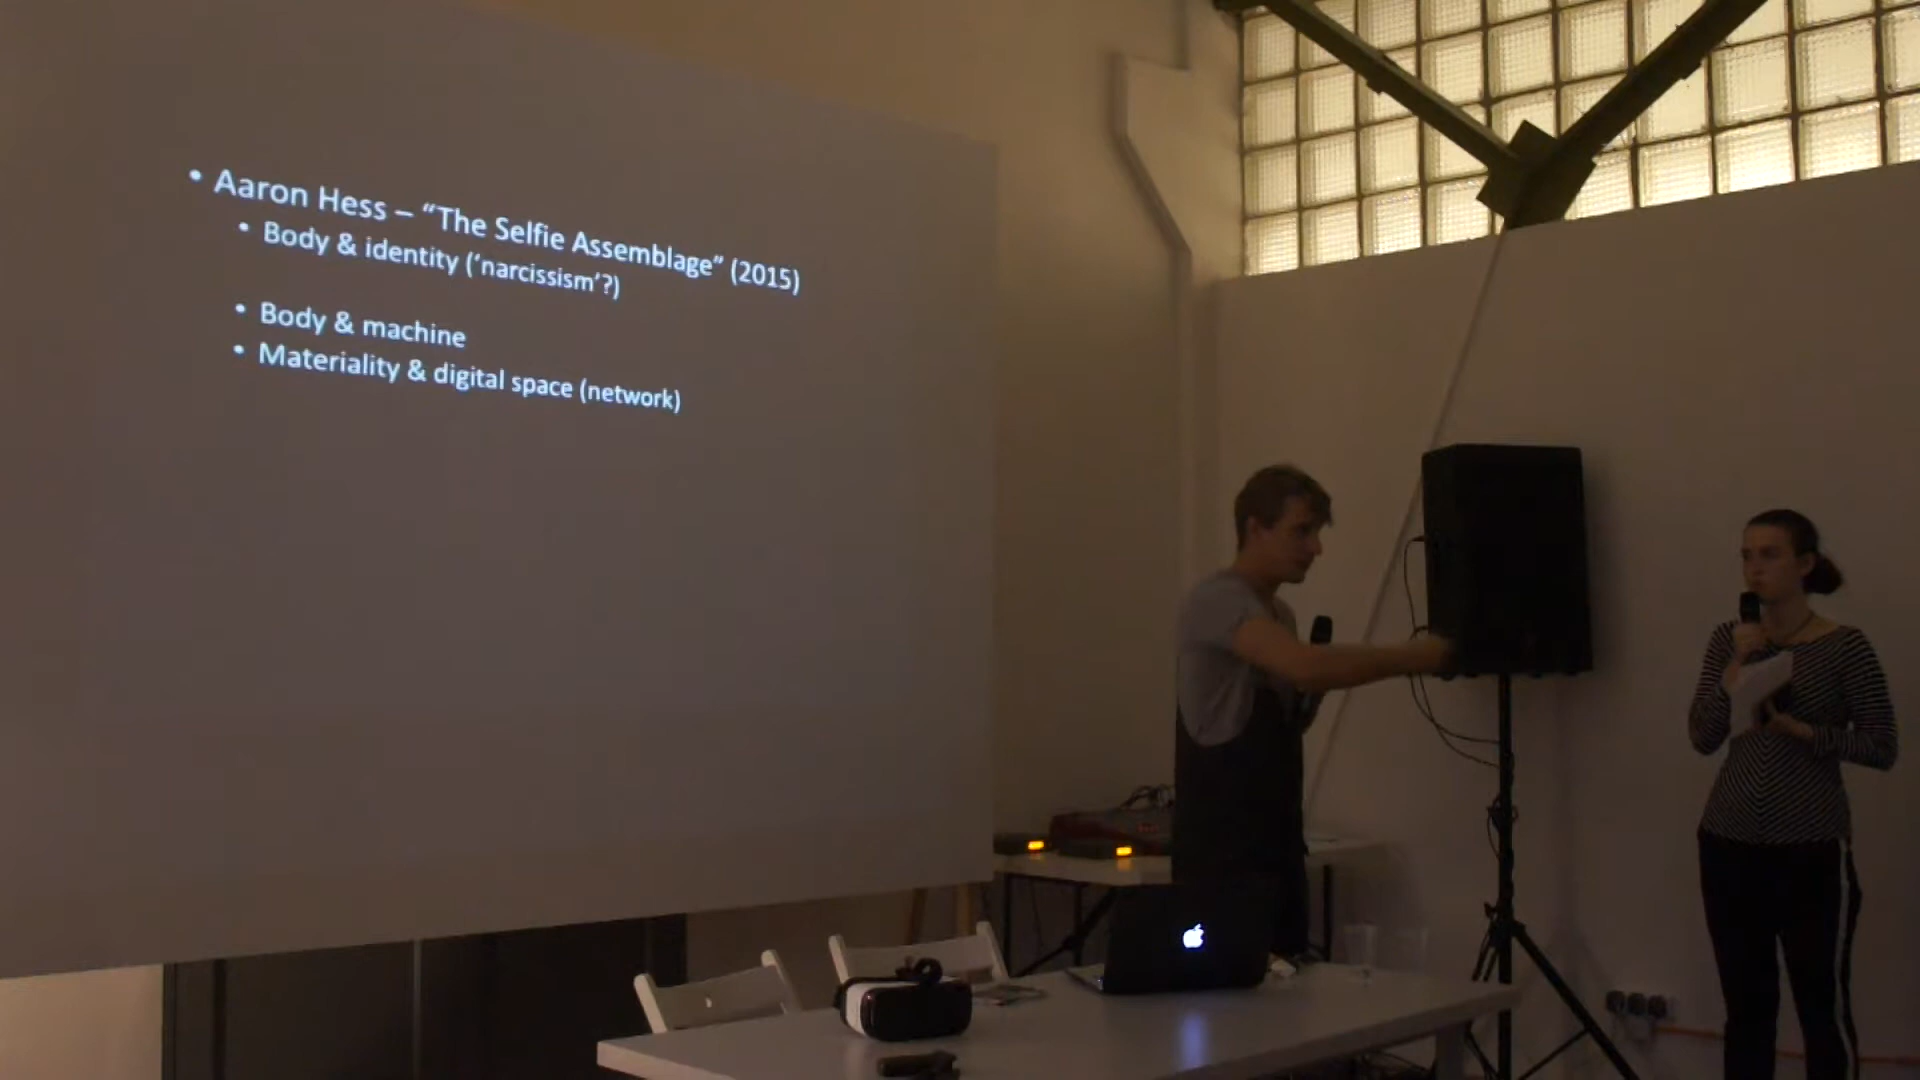 • Aaron Hess – “The Selfie Assemblage” (2015)
• Body & identity (‘narcissism’?)
• Body & machine
• Materiality & digital space (network)